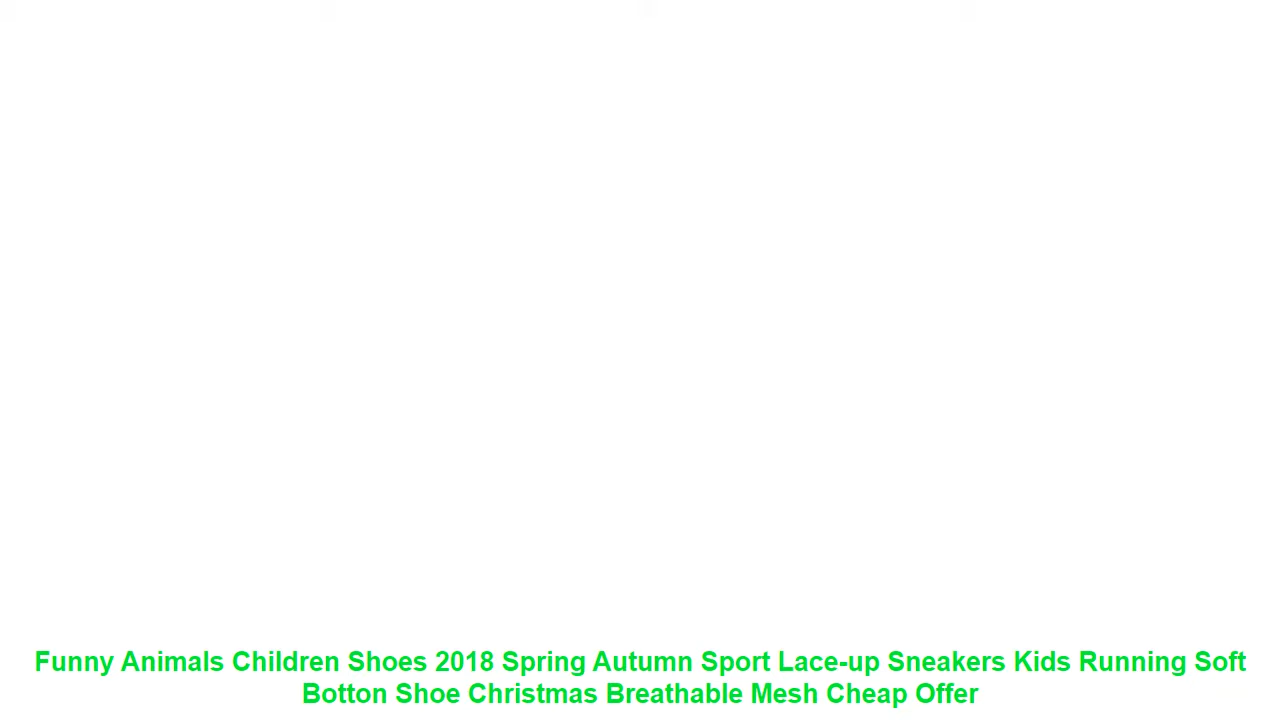 Funny Animals Children Shoes 2018 Spring Autumn Sport Lace-up Sneakers Kids Running Soft
Botton Shoe Christmas Breathable Mesh Cheap Offer